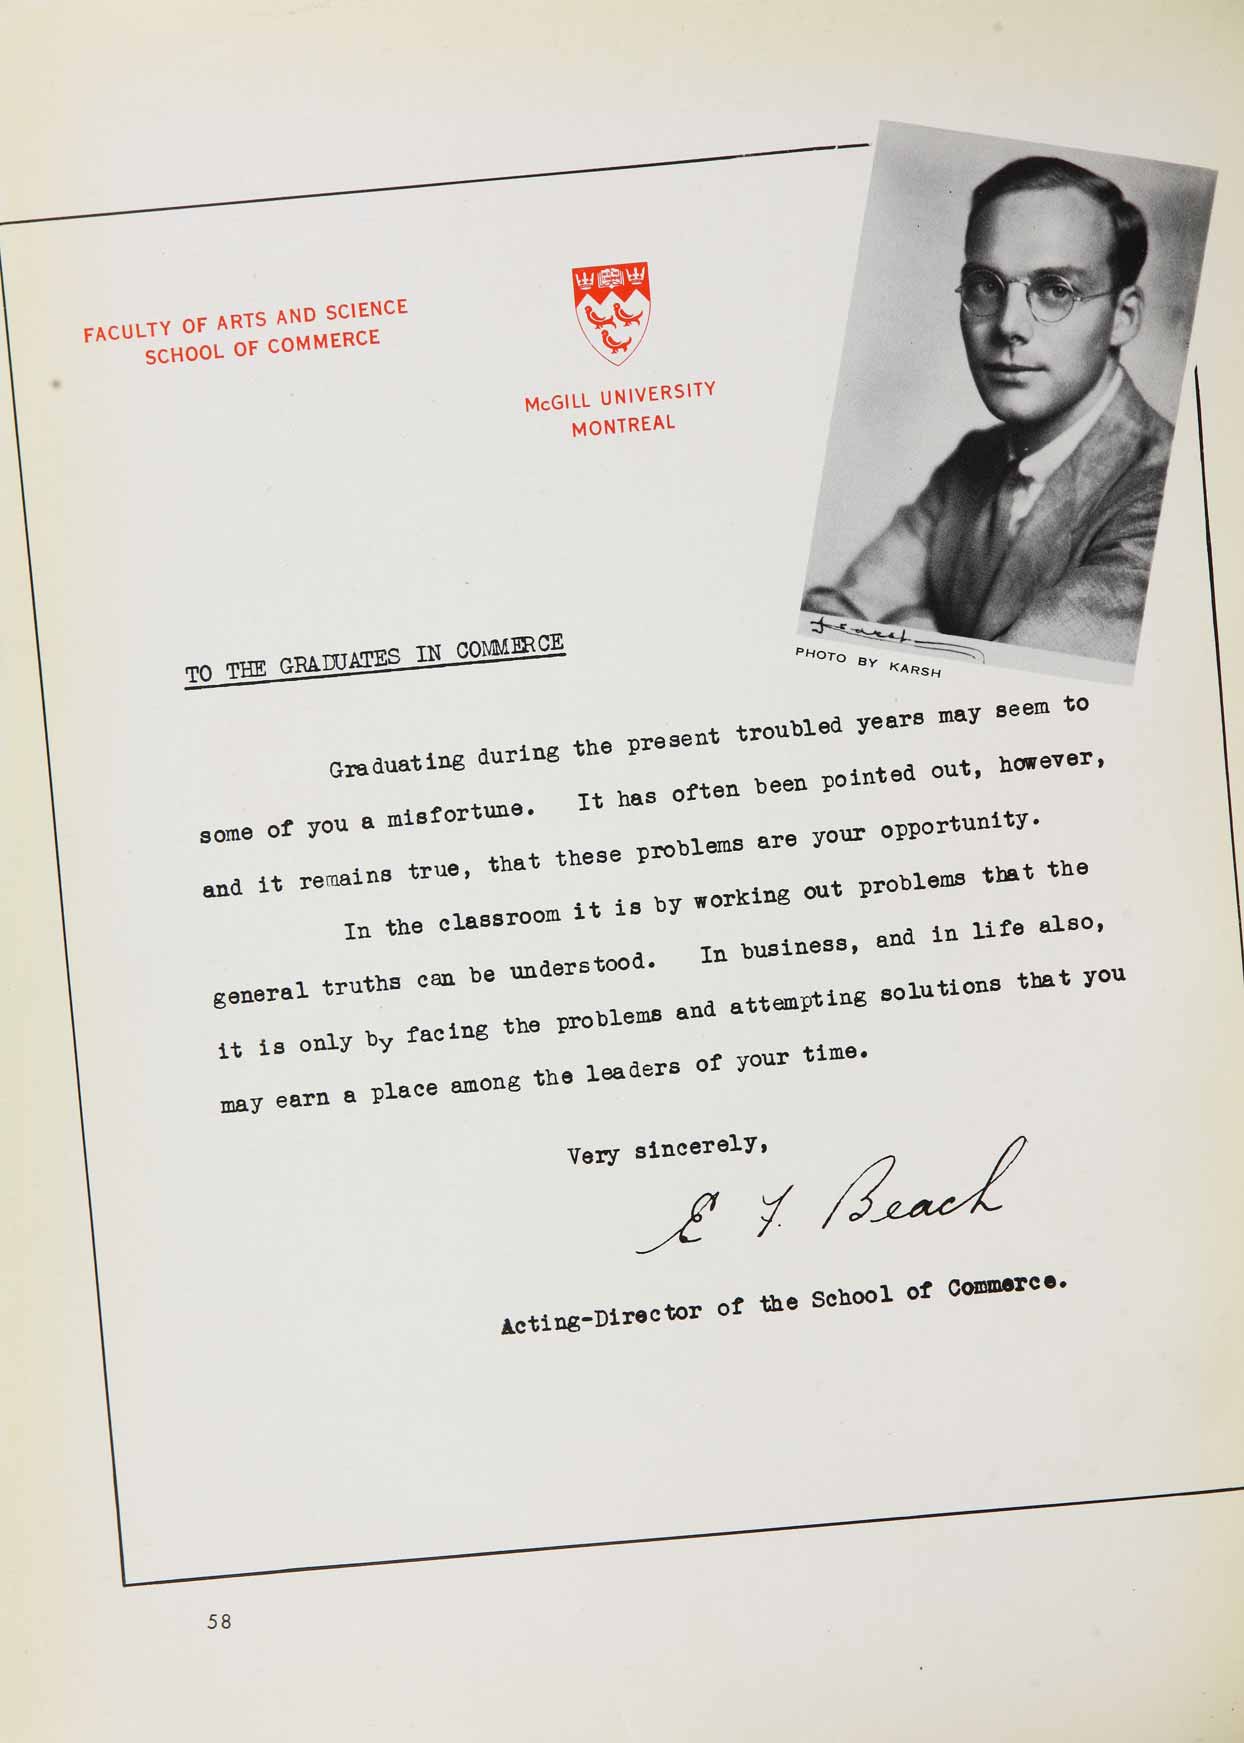 FACULTY OF ARTS AND SCIENCE
SCHOOL OF COMMERCE
McGILL UNIVERSITY
MONTREAL
Karsh
PHOTO BY KARSH
TO THE GRADUATES IN COMMERCE
Graduating during the present troubled years may seem to
some of you a misfortune. It has often been pointed out, however,
and it remains true, that these problems are your opportunity.
In the classroom it is by working out problems that the
general truths can be understood. In business, and in life also,
it is only by facing the problems and attempting solutions that you
may earn a place among the leaders of your time.
Very sincerely,
E F. Beach
Acting-Director of the School of Commerce.
58